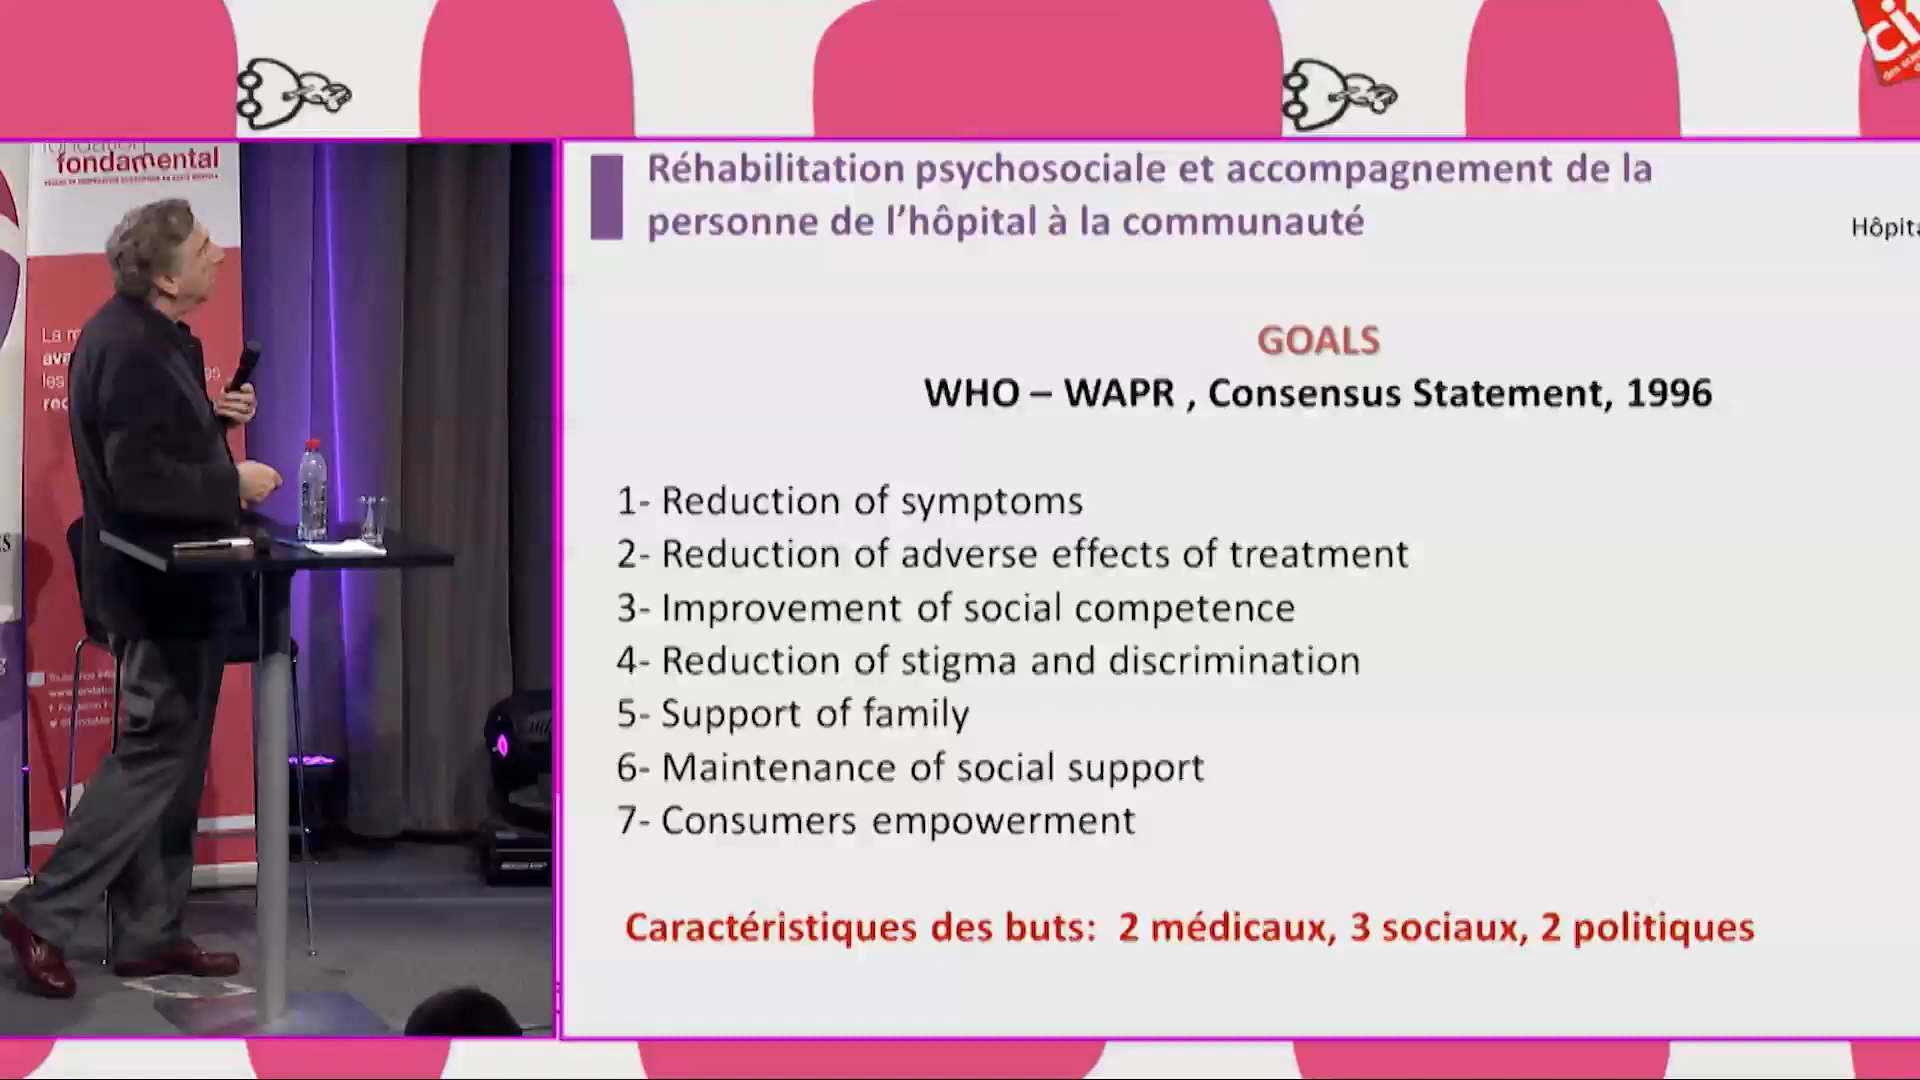 fondamental
Réhabilitation psychosociale et accompagnement de la
personne de l'hôpital à la communauté
GOALS
WHO – WAPR , Consensus Statement, 1996
1- Reduction of symptoms
2- Reduction of adverse effects of treatment
3- Improvement of social competence
4- Reduction of stigma and discrimination
5- Support of family
6- Maintenance of social support
7- Consumers empowerment
Caractéristiques des buts: 2 médicaux, 3 sociaux, 2 politiques